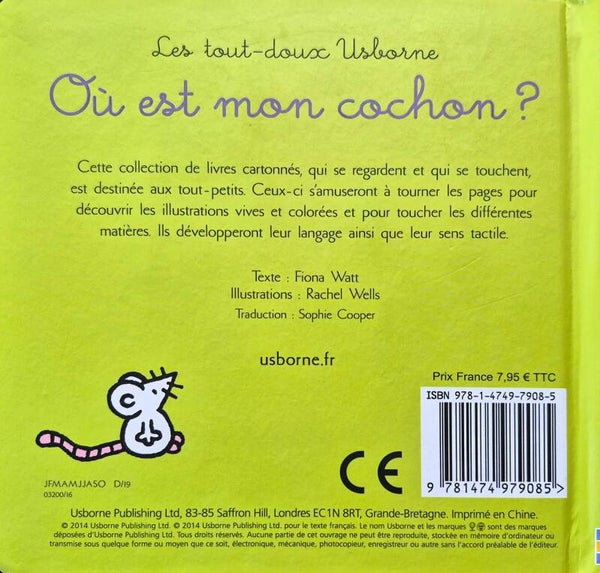 Les tout-doux Usborne
Où est mon cochon ?
Cette collection de livres cartonnés, qui se regardent et qui se touchent,
est destinée aux tout-petits. Ceux-ci s'amuseront à tourner les pages pour
découvrir les illustrations vives et colorées et pour toucher les différentes
matières. Ils développeront leur langage ainsi que leur sens tactile.
Texte : Fiona Watt
Illustrations : Rachel Wells
Traduction : Sophie Cooper
usborne.fr
Prix France 7,95 € TTC
ISBN 978-1-4749-7908-5
9 781474 979085
CE
JFMAMJJASO D/19
03200/16
Usborne Publishing Ltd, 83-85 Saffron Hill, Londres EC1N 8RT, Grande-Bretagne. Imprimé en Chine.
© 2014 Usborne Publishing Ltd. © 2014 Usborne Publishing Ltd. pour le texte français. Le nom Usborne et les marques sont des marques
déposées d'Usborne Publishing Ltd. Tous droits réservés. Aucune partie de cet ouvrage ne peut être reproduite, stockée en mémoire d'ordinateur ou
transmise sous quelque forme ou moyen que ce soit, électronique, mécanique, photocopieur, enregistreur ou autre sans l'accord préalable de l'éditeur.